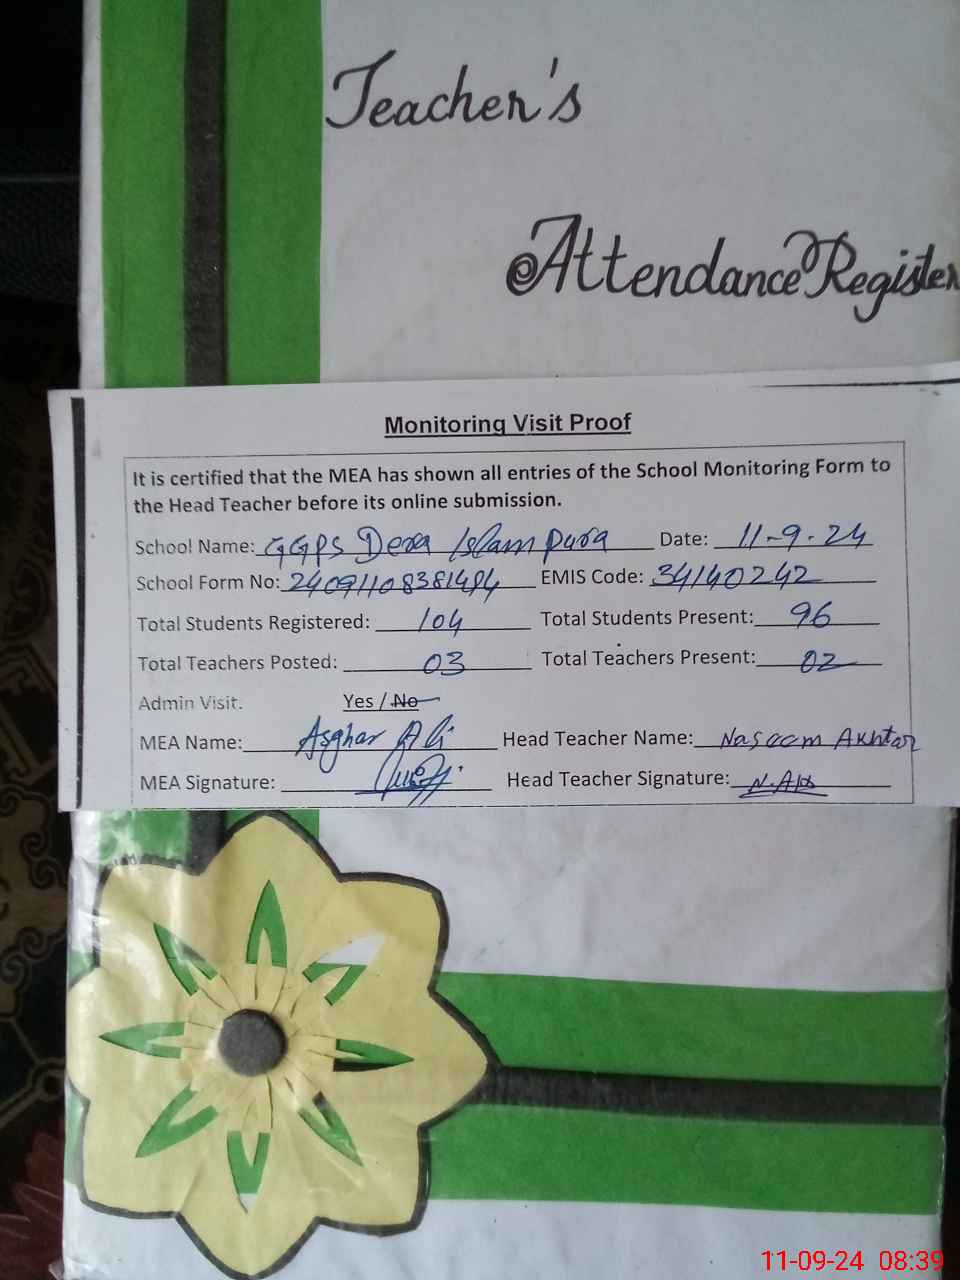 Teacher's
Attendance Register
Monitoring Visit Proof
It is certified that the MEA has shown all entries of the School Monitoring Form to
the Head Teacher before its online submission.
School Name: GGPS Dera Islam pura Date: 11-9-24
School Form No: 24091108381494 EMIS Code: 34140242
Total Students Registered: 104 Total Students Present: 96
Total Teachers Posted: 03 Total Teachers Present: 02
Admin Visit. Yes / No
MEA Name: Asghar Ali Head Teacher Name: Naseem Akhtar
MEA Signature: Head Teacher Signature: N.Akh
11-09-24 08:39